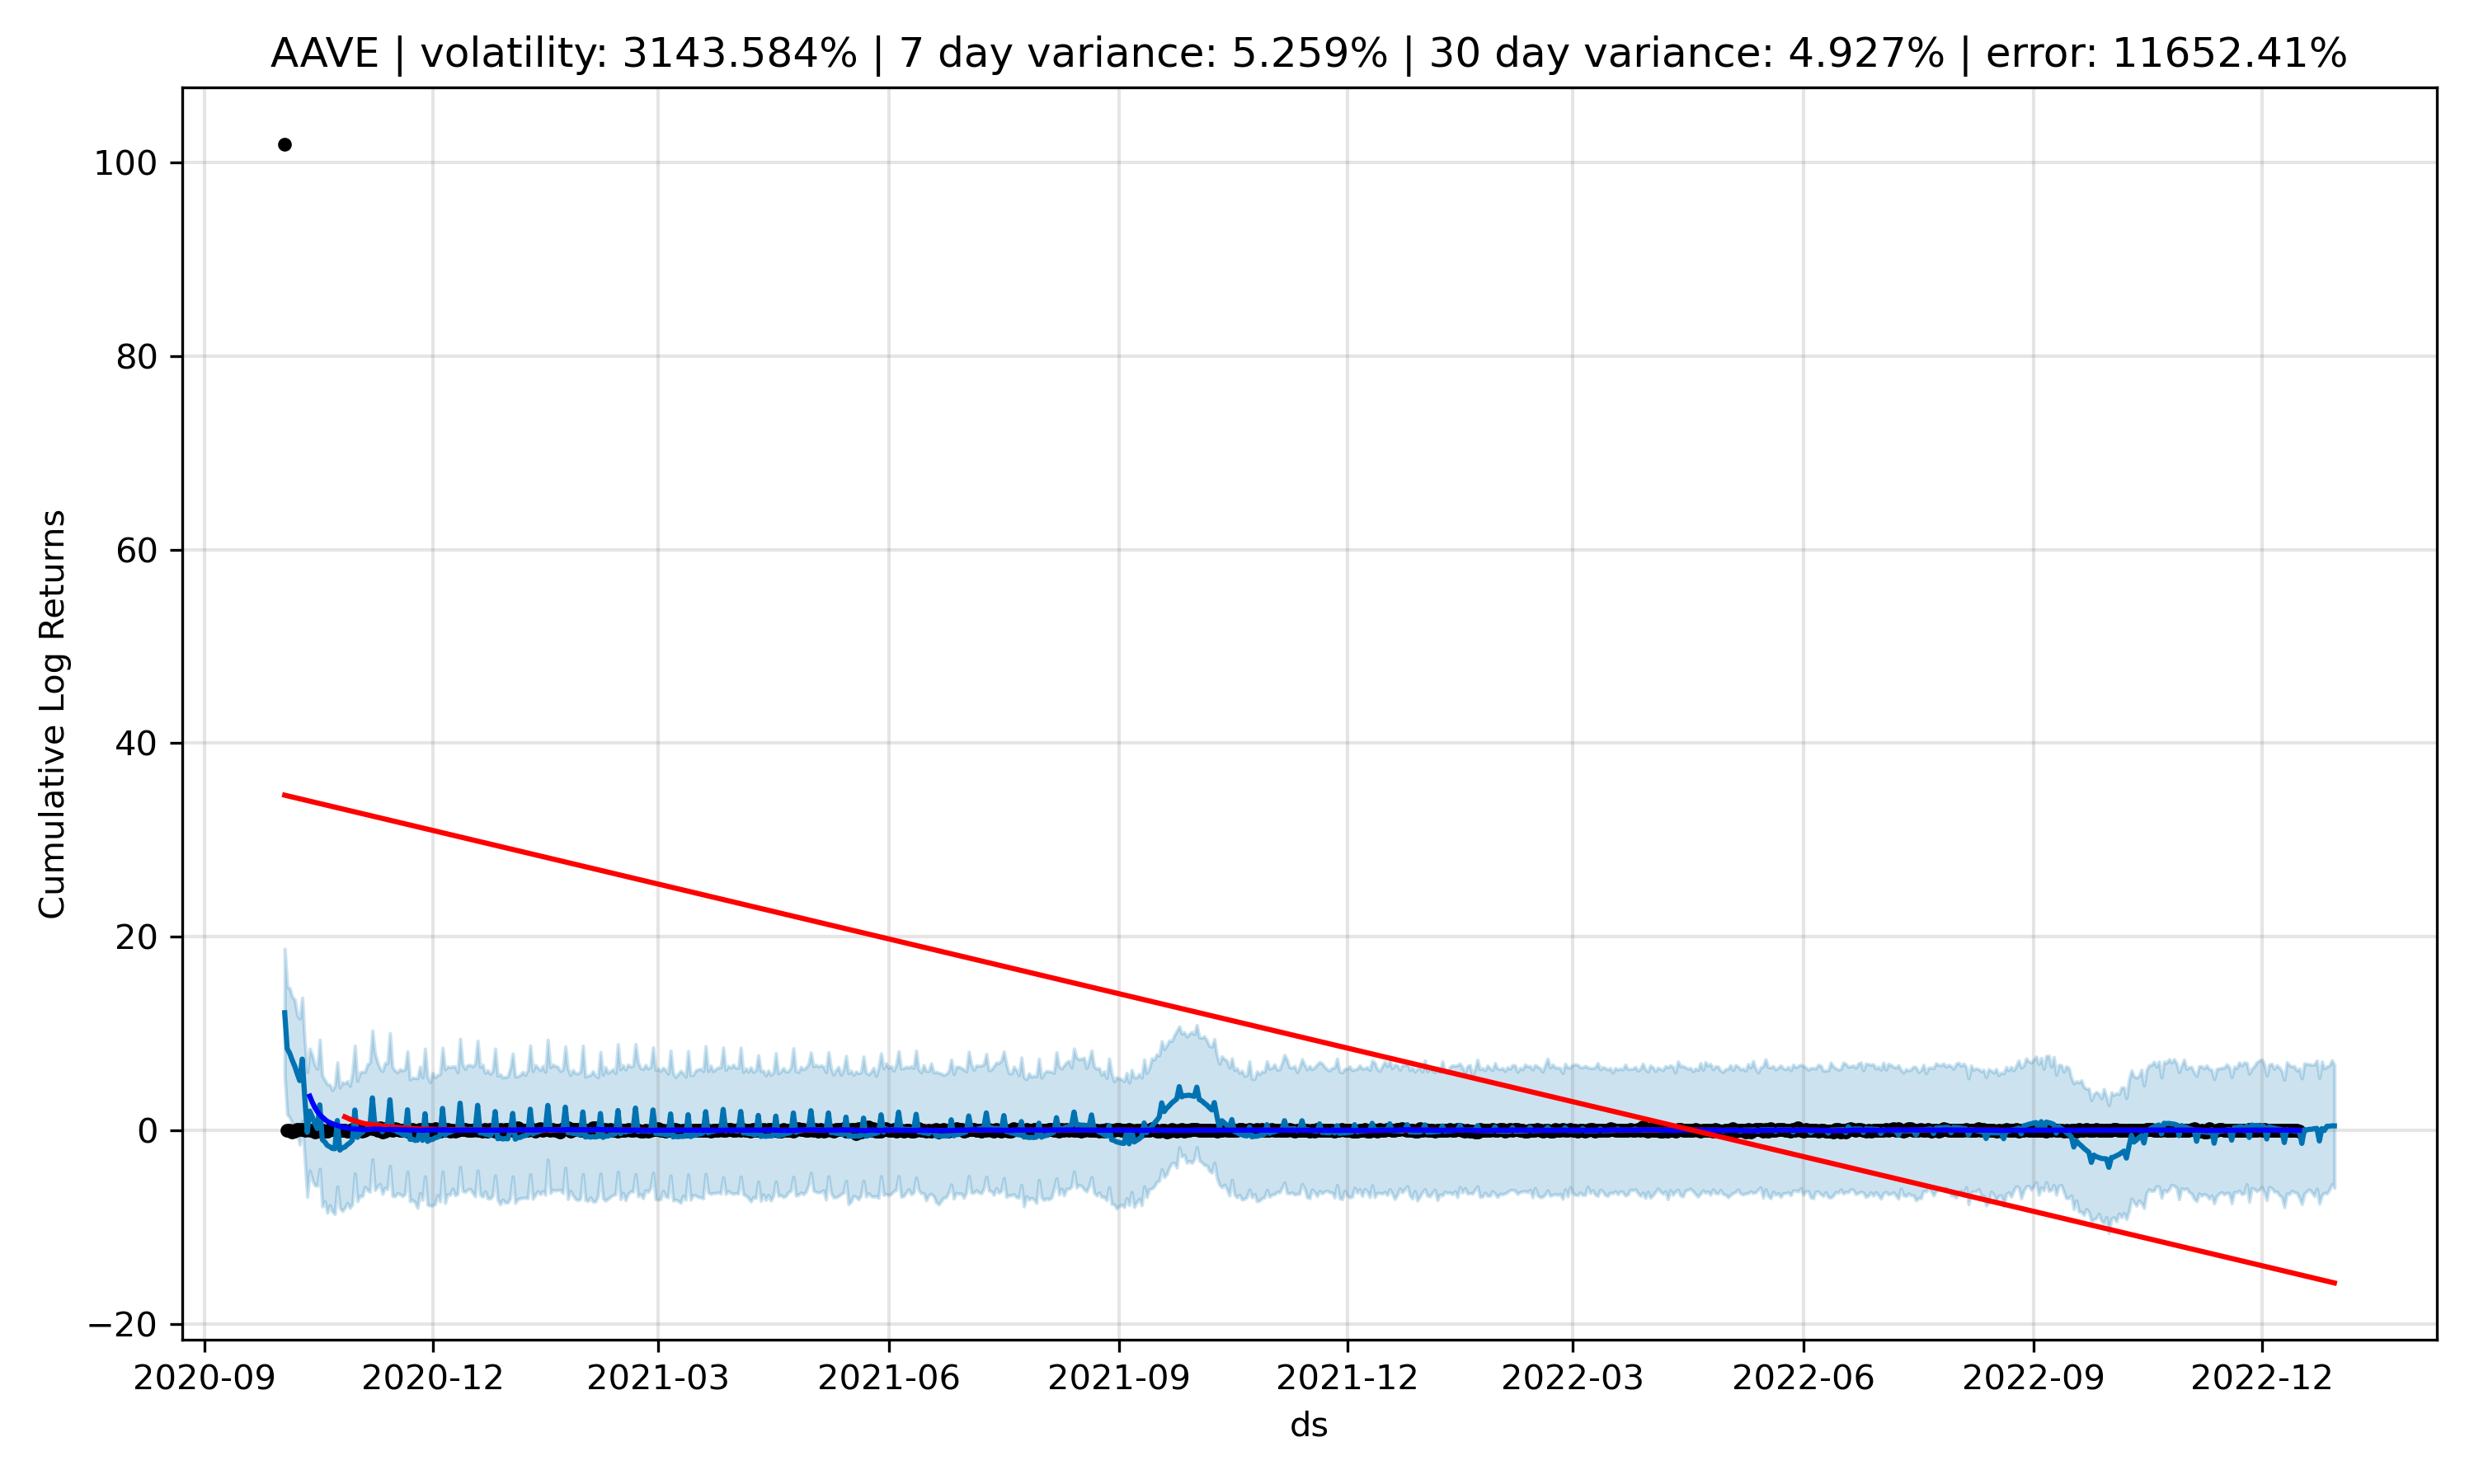 AAVE | volatility: 3143.584% | 7 day variance: 5.259% | 30 day variance: 4.927% | error: 11652.41%
Cumulative Log Returns
100
80
60
40
20
0
−20
2020-09 2020-12 2021-03 2021-06 2021-09 2021-12 2022-03 2022-06 2022-09 2022-12
ds